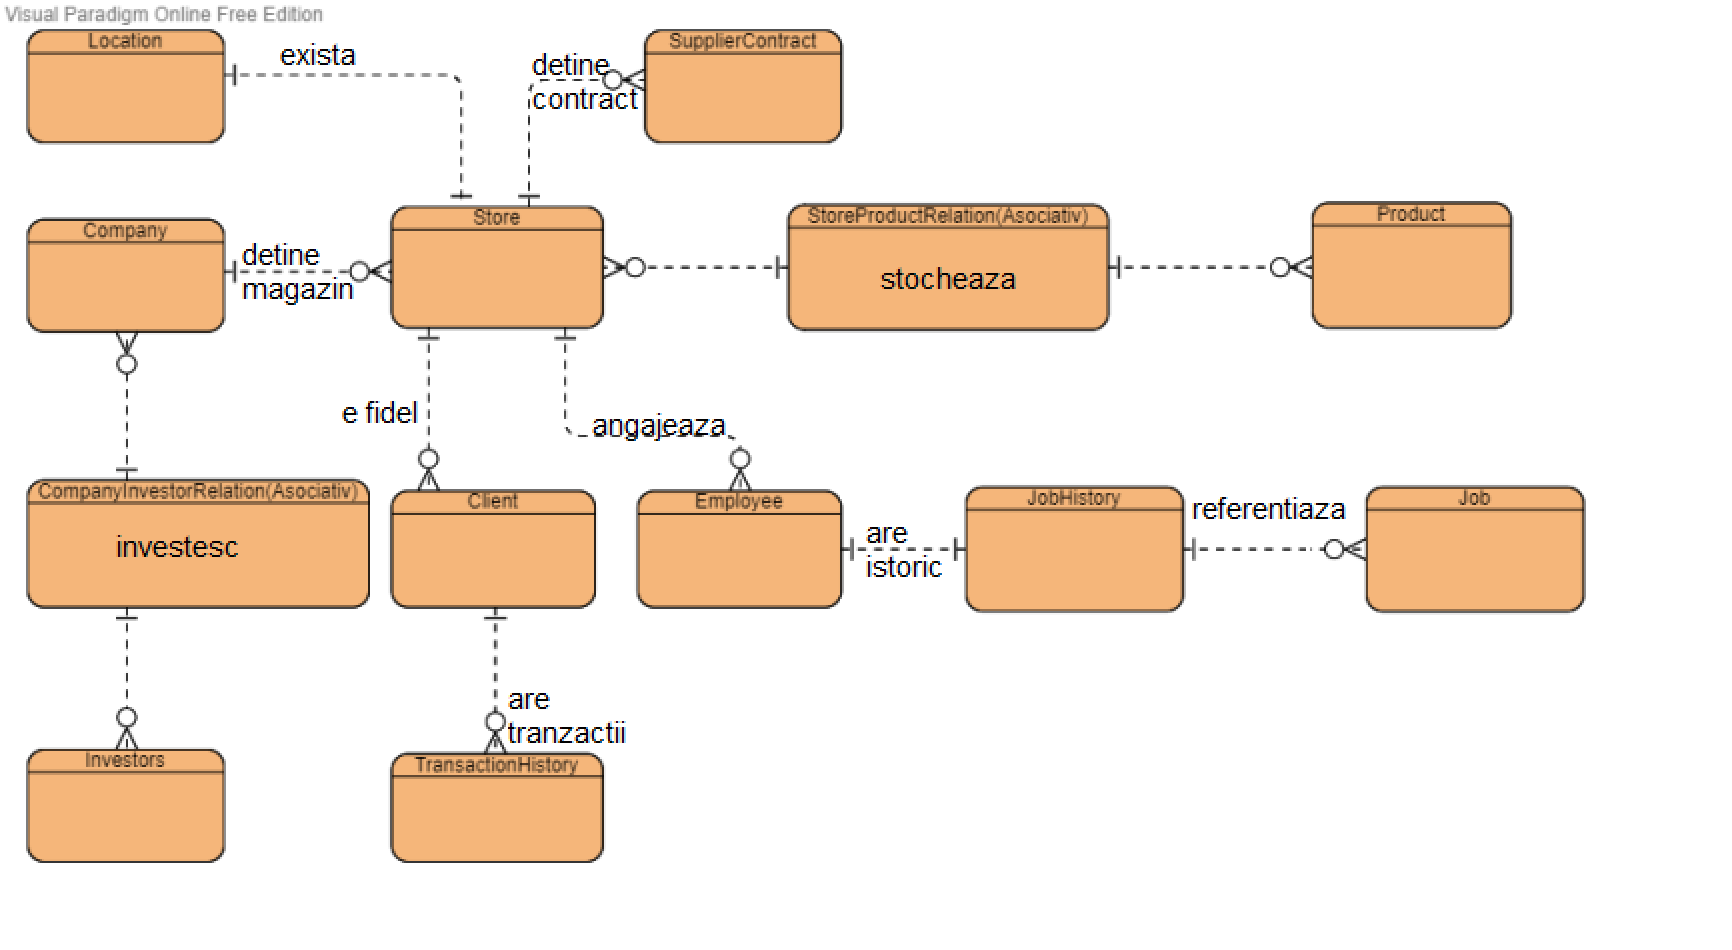 Visual Paradigm Online Free Edition
Location
exista
detine
contract
SupplierContract
Company
detine
magazin
Store
StoreProductRelation(Asociativ)
stocheaza
Product
e fidel
angajeaza
CompanyInvestorRelation(Asociativ)
investesc
Client
Employee
are
istoric
JobHistory
referentiaza
Job
are
tranzactii
Investors
TransactionHistory